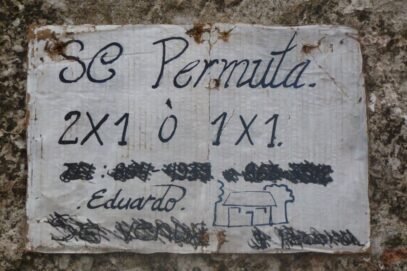 SE Permuta.
2X1 Ò 1X1.
.Eduardo.